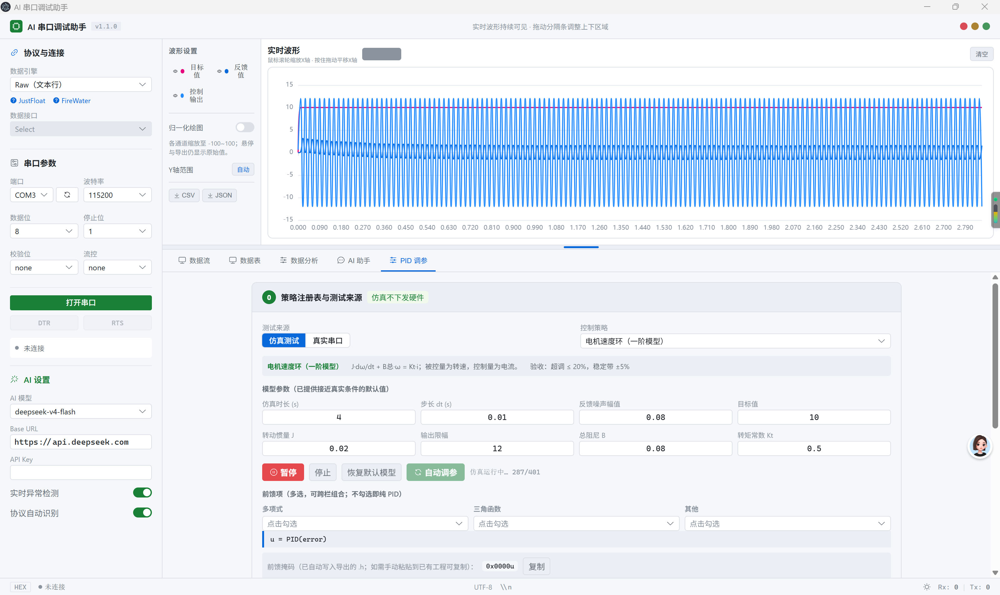 AI 串口调试助手
AI 串口调试助手 v1.1.0
实时波形持续可见 · 拖动分隔条调整上下区域
协议与连接
数据引擎
Raw（文本行）
JustFloat FireWater
数据接口
Select
串口参数
端口 波特率
COM3 115200
数据位 停止位
8 1
校验位 流控
none none
打开串口
DTR RTS
未连接
AI 设置
AI 模型
deepseek-v4-flash
Base URL
https://api.deepseek.com
API Key
实时异常检测
协议自动识别
波形设置
目标值
反馈值
控制输出
归一化绘图
各通道缩放至 -100~100；悬停
与导出仍显示原始值。
Y轴范围 自动
CSV JSON
实时波形
鼠标滚轮缩放X轴 · 按住拖动平移X轴
清空
15
10
5
0
-5
-10
-15
0.000 0.090 0.180 0.270 0.360 0.450 0.540 0.630 0.720 0.810 0.900 0.990 1.080 1.170 1.260 1.350 1.440 1.530 1.620 1.710 1.800 1.890 1.980 2.070 2.160 2.250 2.340 2.430 2.520 2.610 2.700 2.790
数据流 数据表 数据分析 AI 助手 PID 调参
0 策略注册表与测试来源 仿真不下发硬件
测试来源 控制策略
仿真测试 真实串口 电机速度环（一阶模型）
电机速度环（一阶模型） J·dω/dt + B总·ω = Kt·i；被控量为转速，控制量为电流。 验收：超调 ≤ 20%，稳定带 ±5%
模型参数（已提供接近真实条件的默认值）
仿真时长 (s) 步长 dt (s) 反馈噪声幅值 目标值
4 0.01 0.08 10
转动惯量 J 输出限幅 总阻尼 B 转矩常数 Kt
0.02 12 0.08 0.5
暂停 停止 恢复默认模型 自动调参 仿真运行中… 287/401
前馈项（多选，可跨栏组合；不勾选即纯 PID）
多项式 三角函数 其他
点击勾选 点击勾选 点击勾选
u = PID(error)
前馈掩码（已自动写入导出的 .h；如需手动粘贴到已有工程可复制）： 0x0000u 复制
HEX 未连接 UTF-8 \\n Rx: 0 Tx: 0